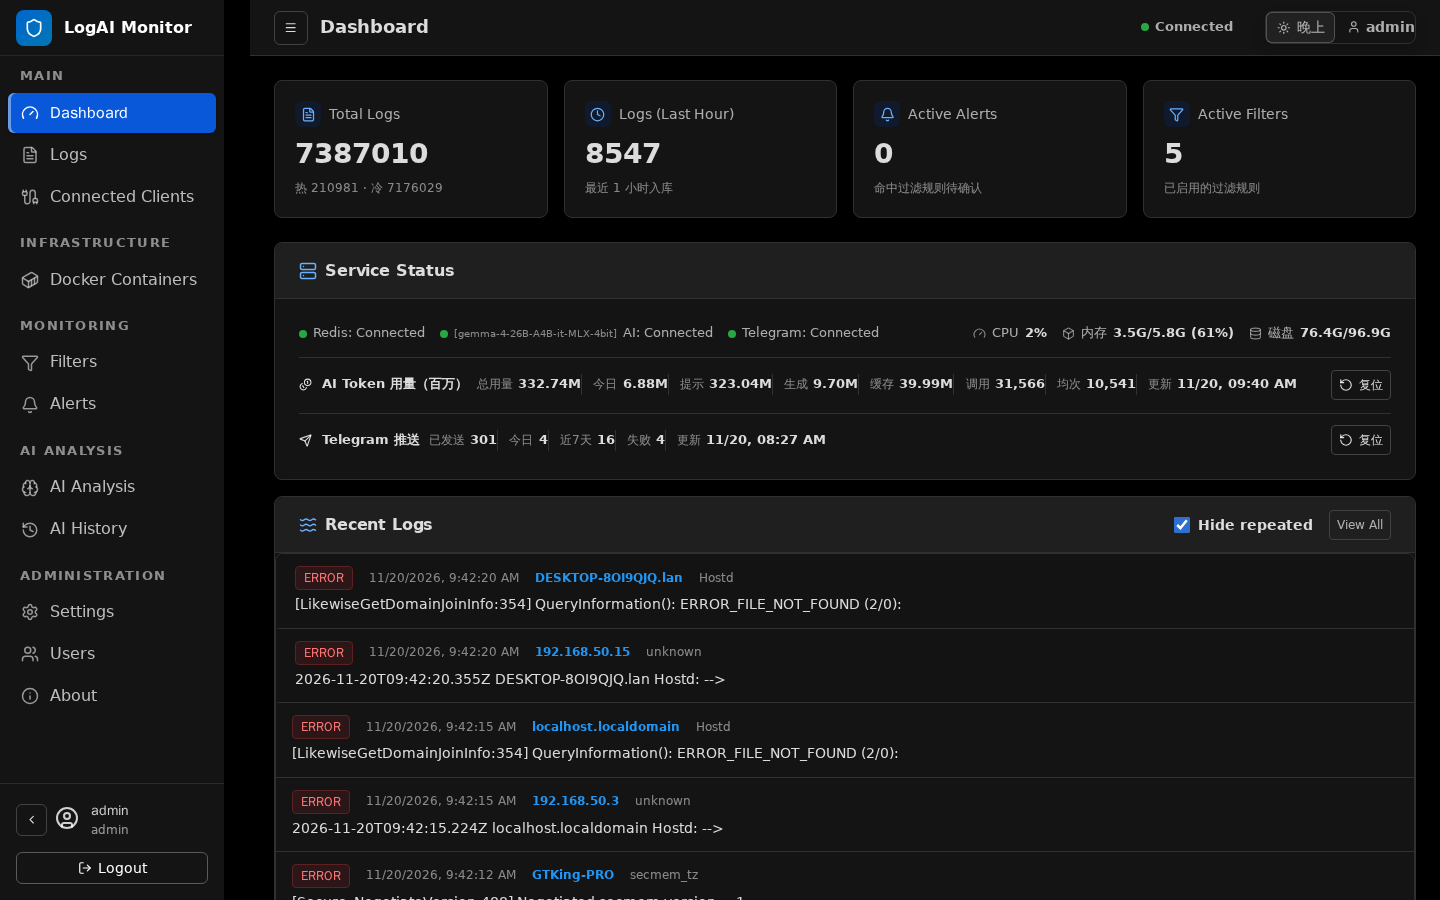 LogAI Monitor
MAIN
Dashboard
Logs
Connected Clients
INFRASTRUCTURE
Docker Containers
MONITORING
Filters
Alerts
AI ANALYSIS
AI Analysis
AI History
ADMINISTRATION
Settings
Users
About
admin
admin
Logout
Dashboard
Connected
晚上
admin
Total Logs
7387010
热 210981 · 冷 7176029
Logs (Last Hour)
8547
最近 1 小时入库
Active Alerts
0
命中过滤规则待确认
Active Filters
5
已启用的过滤规则
Service Status
Redis: Connected [gemma-4-26B-A4B-it-MLX-4bit] AI: Connected Telegram: Connected CPU 2% 内存 3.5G/5.8G (61%) 磁盘 76.4G/96.9G
AI Token 用量（百万） 总用量 332.74M 今日 6.88M 提示 323.04M 生成 9.70M 缓存 39.99M 调用 31,566 均次 10,541 更新 11/20, 09:40 AM 复位
Telegram 推送 已发送 301 今日 4 近7天 16 失败 4 更新 11/20, 08:27 AM 复位
Recent Logs Hide repeated View All
ERROR 11/20/2026, 9:42:20 AM DESKTOP-8OI9QJQ.lan Hostd
[LikewiseGetDomainJoinInfo:354] QueryInformation(): ERROR_FILE_NOT_FOUND (2/0):
ERROR 11/20/2026, 9:42:20 AM 192.168.50.15 unknown
2026-11-20T09:42:20.355Z DESKTOP-8OI9QJQ.lan Hostd: -->
ERROR 11/20/2026, 9:42:15 AM localhost.localdomain Hostd
[LikewiseGetDomainJoinInfo:354] QueryInformation(): ERROR_FILE_NOT_FOUND (2/0):
ERROR 11/20/2026, 9:42:15 AM 192.168.50.3 unknown
2026-11-20T09:42:15.224Z localhost.localdomain Hostd: -->
ERROR 11/20/2026, 9:42:12 AM GTKing-PRO secmem_tz